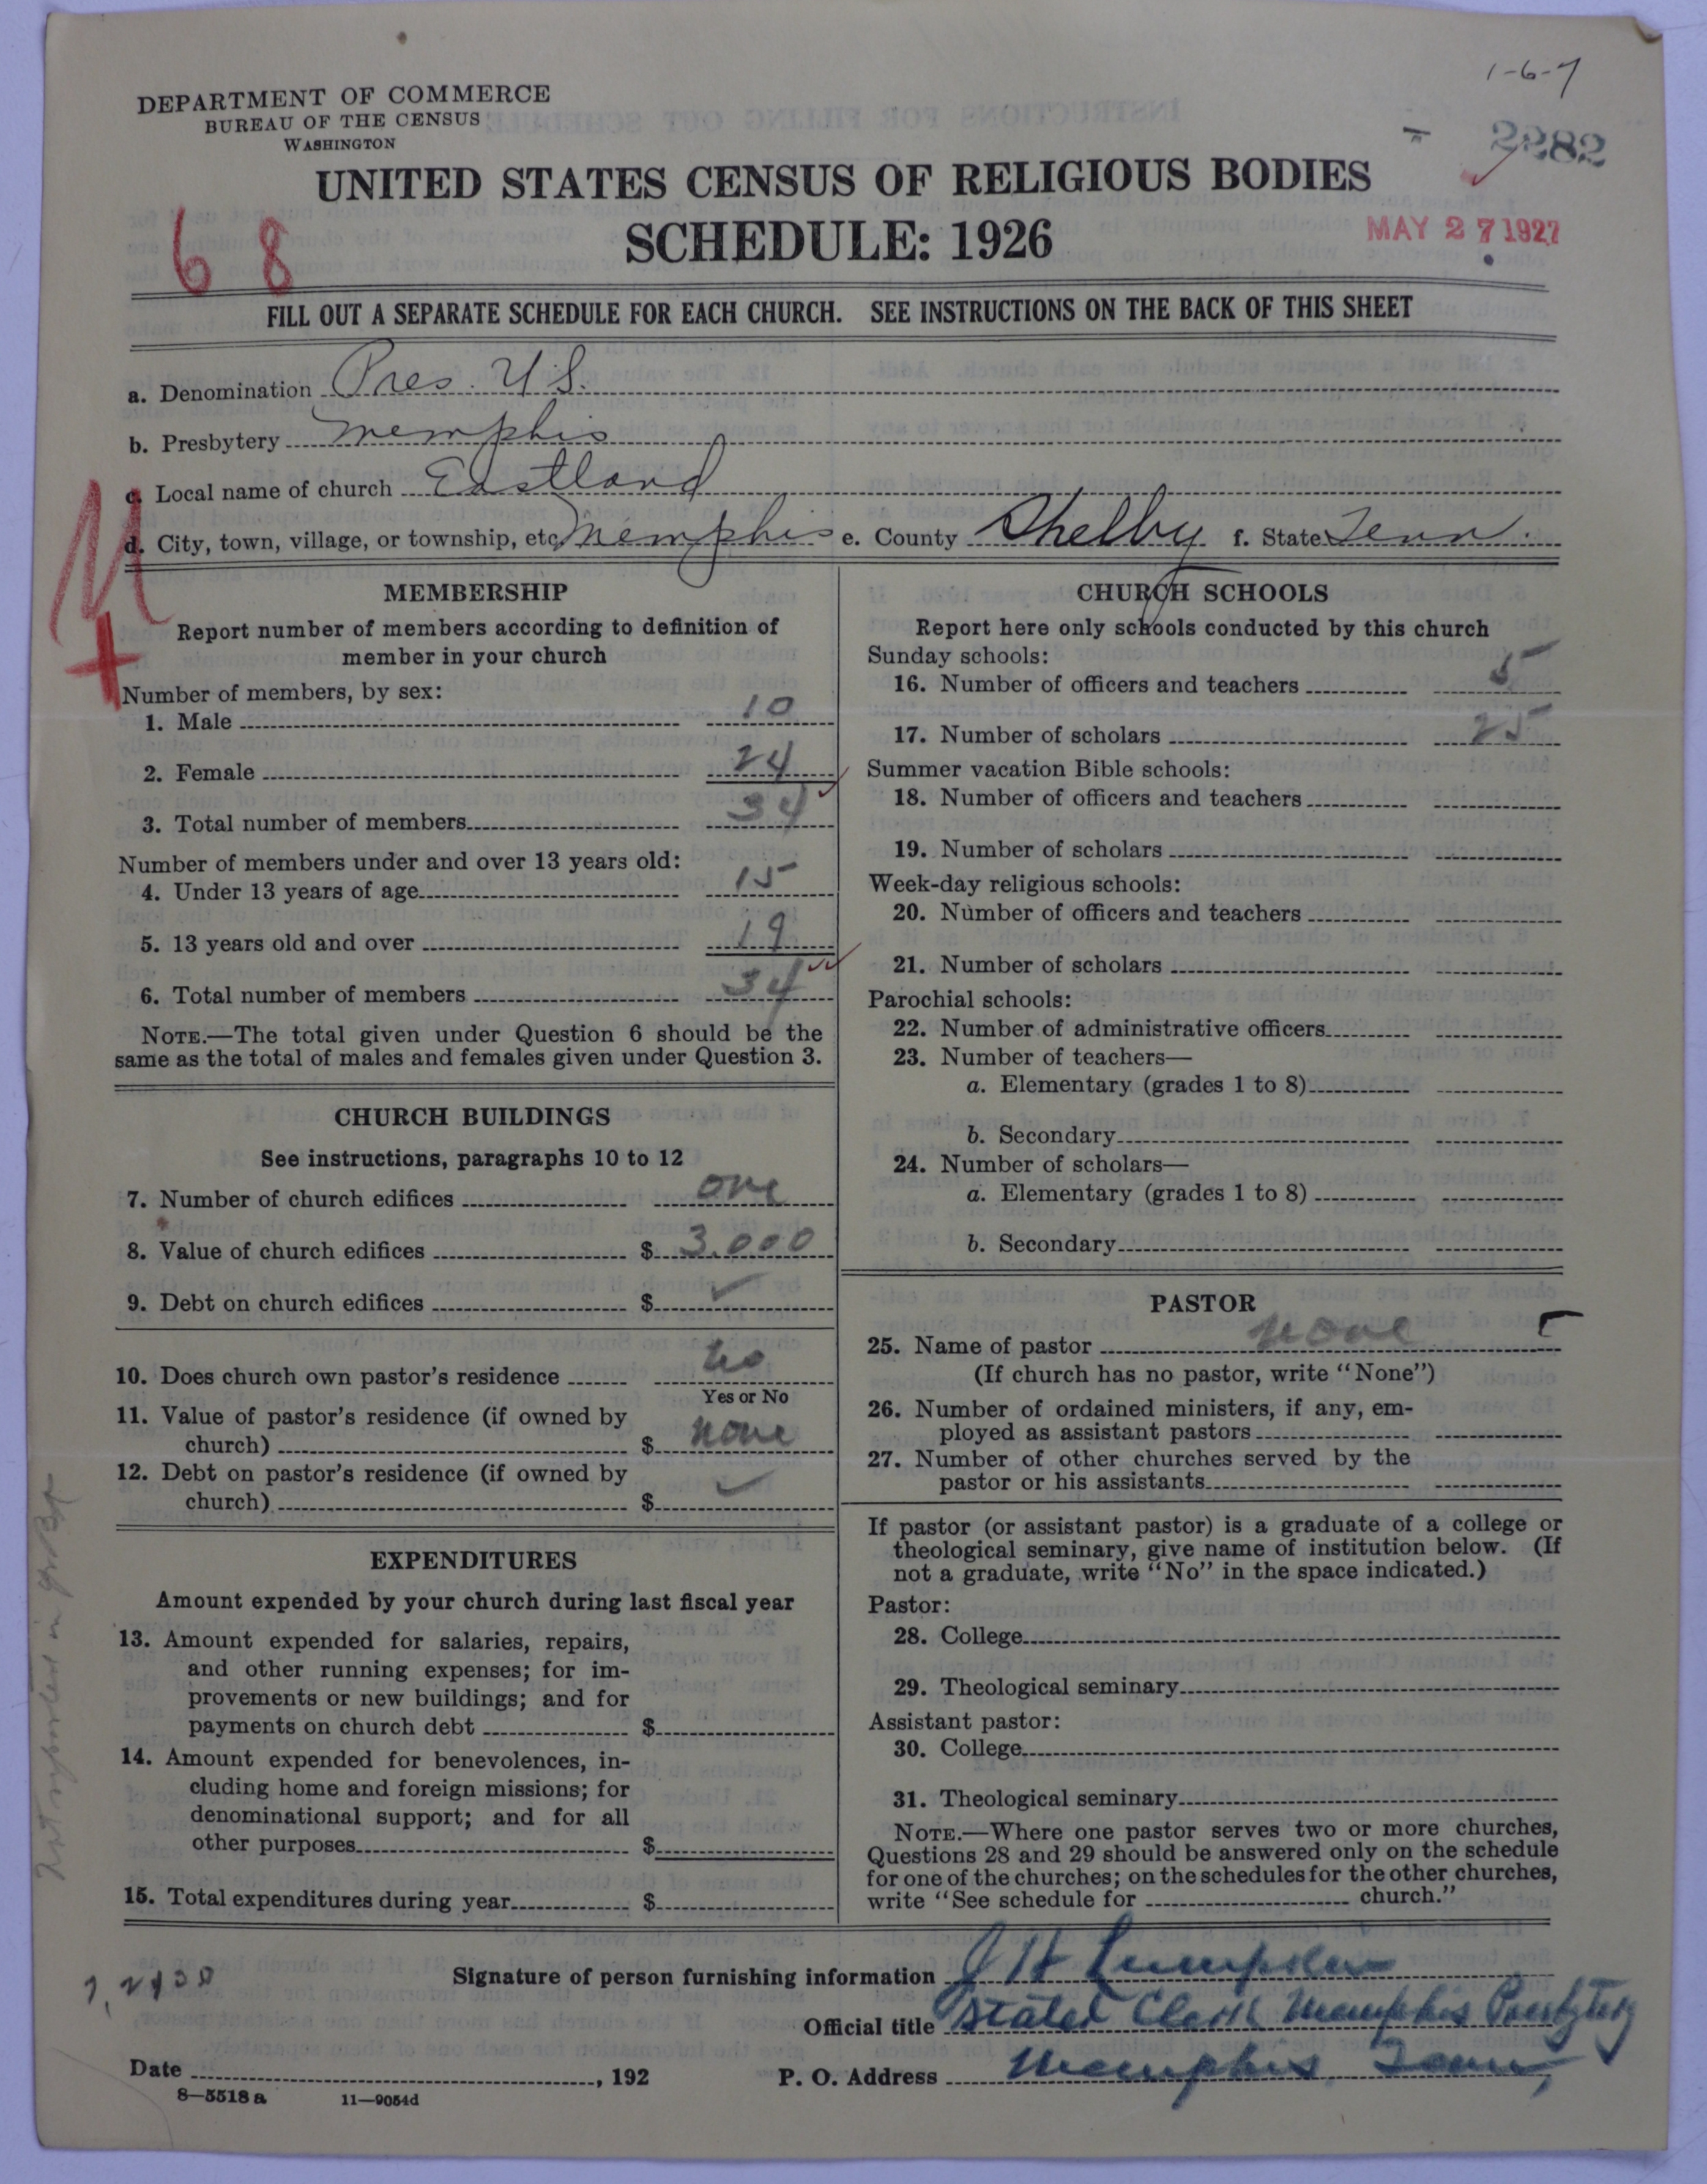 1-6-7
DEPARTMENT OF COMMERCE
BUREAU OF THE CENSUS
WASHINGTON
2282
UNITED STATES CENSUS OF RELIGIOUS BODIES
SCHEDULE: 1926
MAY 27 1927
6 8
FILL OUT A SEPARATE SCHEDULE FOR EACH CHURCH. SEE INSTRUCTIONS ON THE BACK OF THIS SHEET
a. Denomination Pres. U.S.
b. Presbytery Memphis
c. Local name of church Eastland
d. City, town, village, or township, etc. Memphis e. County Shelby f. State Tenn.
MEMBERSHIP
Report number of members according to definition of
member in your church
Number of members, by sex:
1. Male 10
2. Female 24
3. Total number of members 34
Number of members under and over 13 years old:
4. Under 13 years of age 15
5. 13 years old and over 19
6. Total number of members 34
NOTE.—The total given under Question 6 should be the
same as the total of males and females given under Question 3.
CHURCH BUILDINGS
See instructions, paragraphs 10 to 12
7. Number of church edifices one
8. Value of church edifices $ 3.000
9. Debt on church edifices $ ✓
10. Does church own pastor's residence No
Yes or No
11. Value of pastor's residence (if owned by
church) $ none
12. Debt on pastor's residence (if owned by
church) $ ✓
EXPENDITURES
Amount expended by your church during last fiscal year
13. Amount expended for salaries, repairs,
and other running expenses; for im-
provements or new buildings; and for
payments on church debt $
14. Amount expended for benevolences, in-
cluding home and foreign missions; for
denominational support; and for all
other purposes $
15. Total expenditures during year $
CHURCH SCHOOLS
Report here only schools conducted by this church
Sunday schools:
16. Number of officers and teachers 5
17. Number of scholars 25
Summer vacation Bible schools:
18. Number of officers and teachers
19. Number of scholars
Week-day religious schools:
20. Number of officers and teachers
21. Number of scholars
Parochial schools:
22. Number of administrative officers
23. Number of teachers—
a. Elementary (grades 1 to 8)
b. Secondary
24. Number of scholars—
a. Elementary (grades 1 to 8)
b. Secondary
PASTOR
25. Name of pastor none
(If church has no pastor, write "None")
26. Number of ordained ministers, if any, em-
ployed as assistant pastors
27. Number of other churches served by the
pastor or his assistants
If pastor (or assistant pastor) is a graduate of a college or
theological seminary, give name of institution below. (If
not a graduate, write "No" in the space indicated.)
Pastor:
28. College
29. Theological seminary
Assistant pastor:
30. College
31. Theological seminary
NOTE.—Where one pastor serves two or more churches,
Questions 28 and 29 should be answered only on the schedule
for one of the churches; on the schedules for the other churches,
write "See schedule for church."
Signature of person furnishing information J H Lumpkin
Official title Stated Clerk Memphis Presbytery
Date , 192 P. O. Address Memphis Tenn,
8—5518a 11—9054d